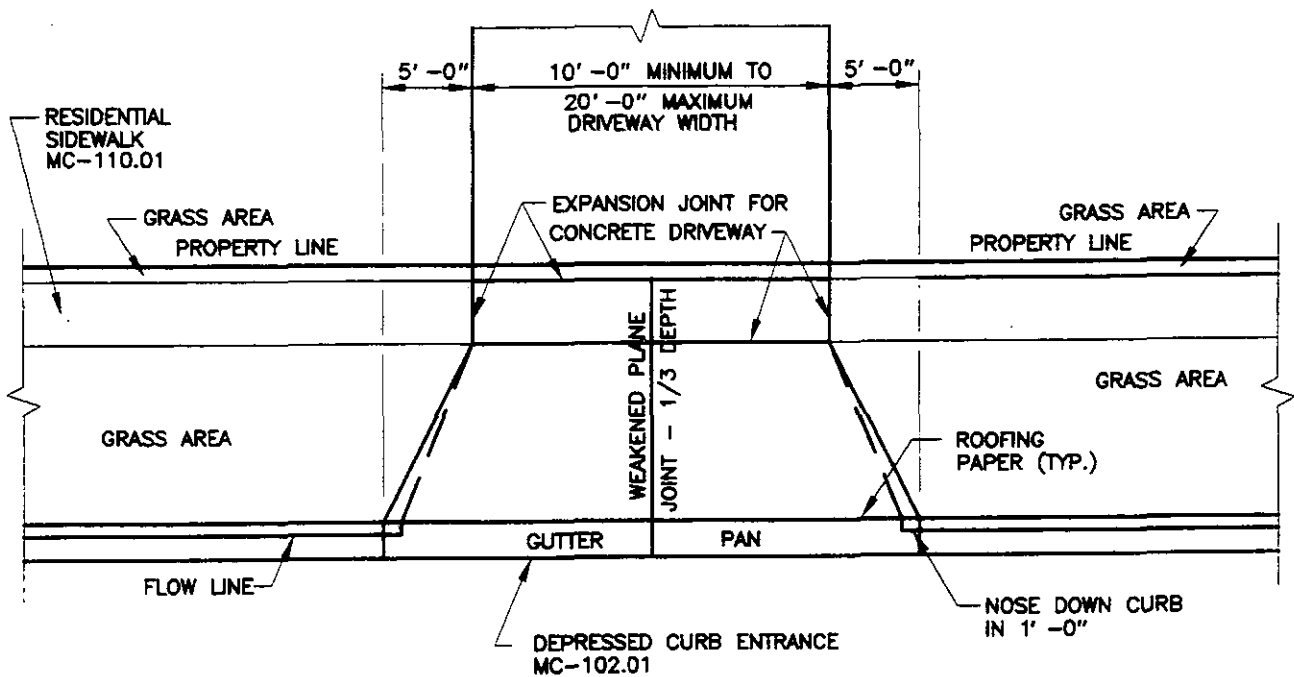 5' -0"
10' -0" MINIMUM TO
5' -0"
20' -0" MAXIMUM
DRIVEWAY WIDTH
RESIDENTIAL
SIDEWALK
MC-110.01
GRASS AREA
PROPERTY LINE
EXPANSION JOINT FOR
CONCRETE DRIVEWAY
GRASS AREA
PROPERTY LINE
WEAKENED PLANE
JOINT - 1/3 DEPTH
GRASS AREA
GRASS AREA
ROOFING
PAPER (TYP.)
GUTTER PAN
FLOW LINE
NOSE DOWN CURB
IN 1' -0"
DEPRESSED CURB ENTRANCE
MC-102.01